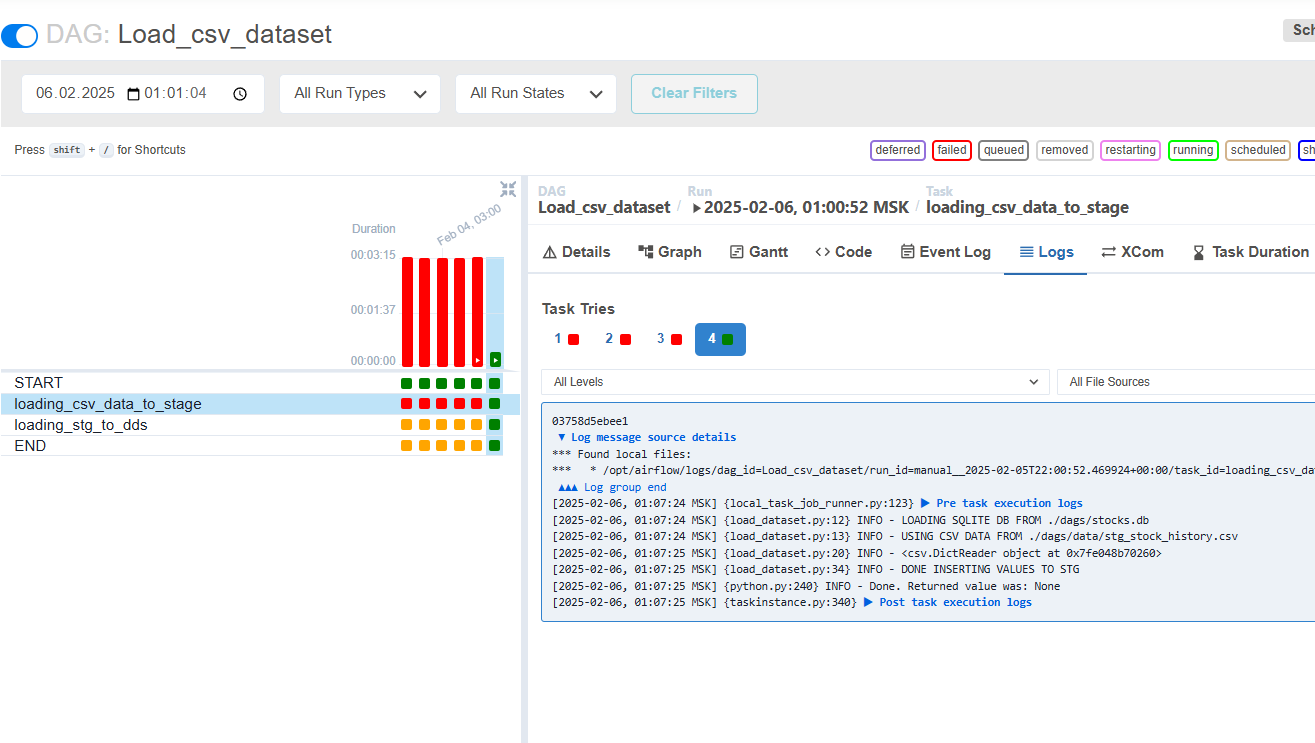 DAG: Load_csv_dataset
Sch
06.02.2025 01:01:04 All Run Types All Run States Clear Filters
Press shift + / for Shortcuts
deferred failed queued removed restarting running scheduled sh
Duration
Feb 04, 03:00
00:03:15
00:01:37
00:00:00
START
loading_csv_data_to_stage
loading_stg_to_dds
END
DAG Run Task
Load_csv_dataset / 2025-02-06, 01:00:52 MSK / loading_csv_data_to_stage
Details Graph Gantt Code Event Log Logs XCom Task Duration
Task Tries
1 2 3 4
All Levels All File Sources
03758d5ebee1
▼ Log message source details
*** Found local files:
***   * /opt/airflow/logs/dag_id=Load_csv_dataset/run_id=manual__2025-02-05T22:00:52.469924+00:00/task_id=loading_csv_da
▲▲▲ Log group end
[2025-02-06, 01:07:24 MSK] {local_task_job_runner.py:123} ▶ Pre task execution logs
[2025-02-06, 01:07:24 MSK] {load_dataset.py:12} INFO - LOADING SQLITE DB FROM ./dags/stocks.db
[2025-02-06, 01:07:24 MSK] {load_dataset.py:13} INFO - USING CSV DATA FROM ./dags/data/stg_stock_history.csv
[2025-02-06, 01:07:25 MSK] {load_dataset.py:20} INFO - <csv.DictReader object at 0x7fe048b70260>
[2025-02-06, 01:07:25 MSK] {load_dataset.py:34} INFO - DONE INSERTING VALUES TO STG
[2025-02-06, 01:07:25 MSK] {python.py:240} INFO - Done. Returned value was: None
[2025-02-06, 01:07:25 MSK] {taskinstance.py:340} ▶ Post task execution logs